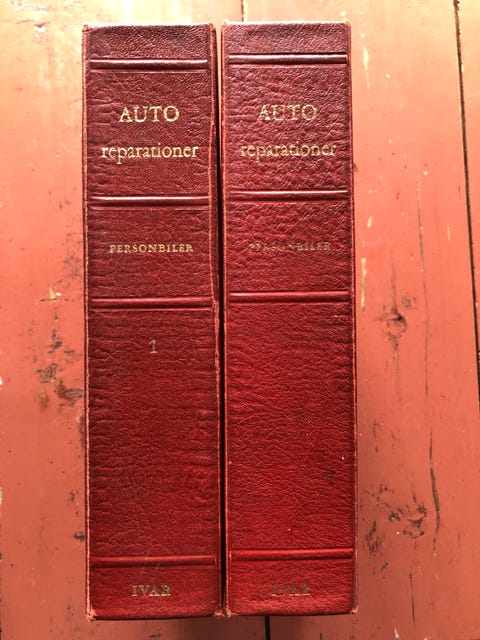 AUTO
reparationer
PERSONBILER
1
IVAR
AUTO
reparationer
PERSONBILER
IVAR